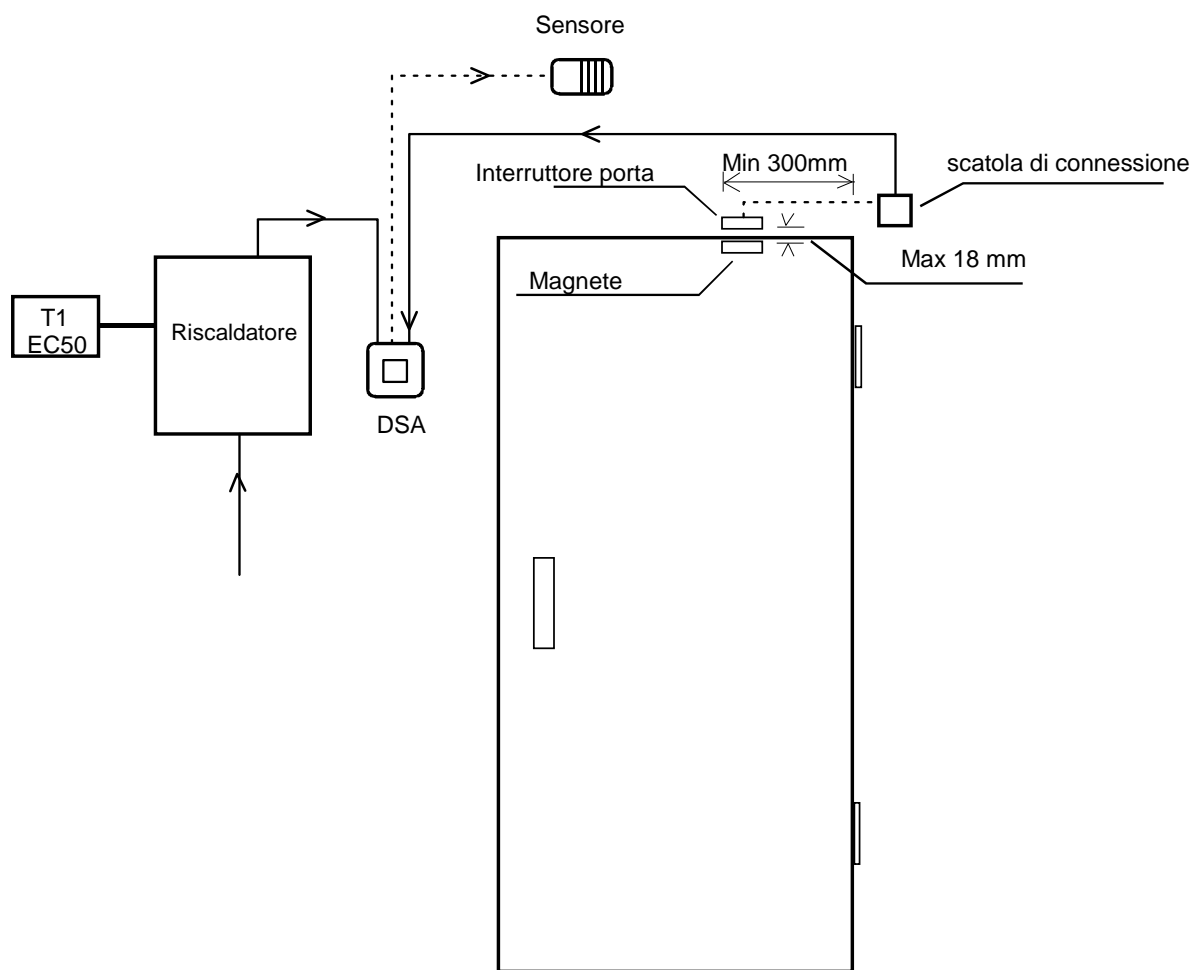 Sensore
Min 300mm
scatola di connessione
Interruttore porta
Max 18 mm
Magnete
T1
EC50
Riscaldatore
DSA